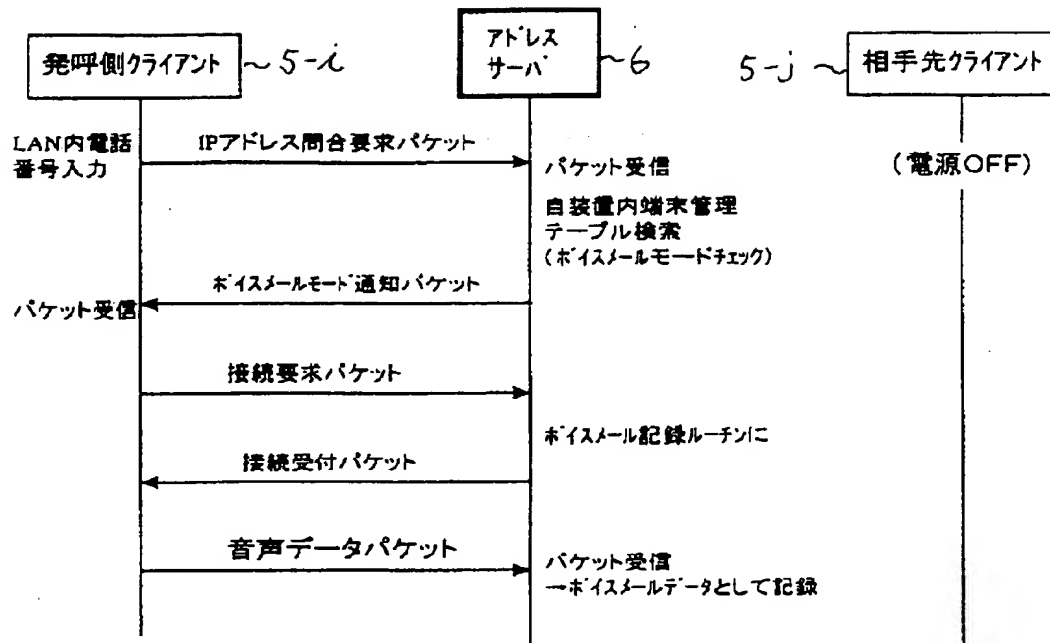 発呼側クライアント
~5-i
アドレス
サーバ
~6
5-j~
相手先クライアント
LAN内電話
番号入力
IPアドレス問合要求パケット
パケット受信
(電源OFF)
自装置内端末管理
テーブル検索
(ボイスメールモードチェック)
ボイスメールモード通知パケット
パケット受信
接続要求パケット
ボイスメール記録ルーチンに
接続受付パケット
音声データパケット
パケット受信
→ボイスメールデータとして記録